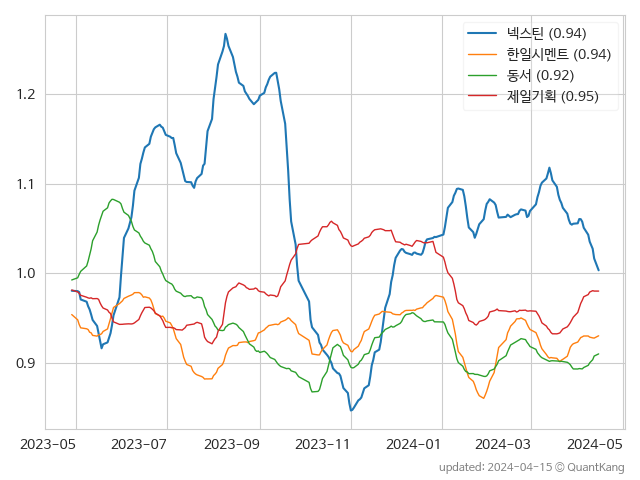 넥스틴 (0.94)
한일시멘트 (0.94)
동서 (0.92)
제일기획 (0.95)
1.2
1.1
1.0
0.9
2023-05 2023-07 2023-09 2023-11 2024-01 2024-03 2024-05
updated: 2024-04-15 © QuantKang